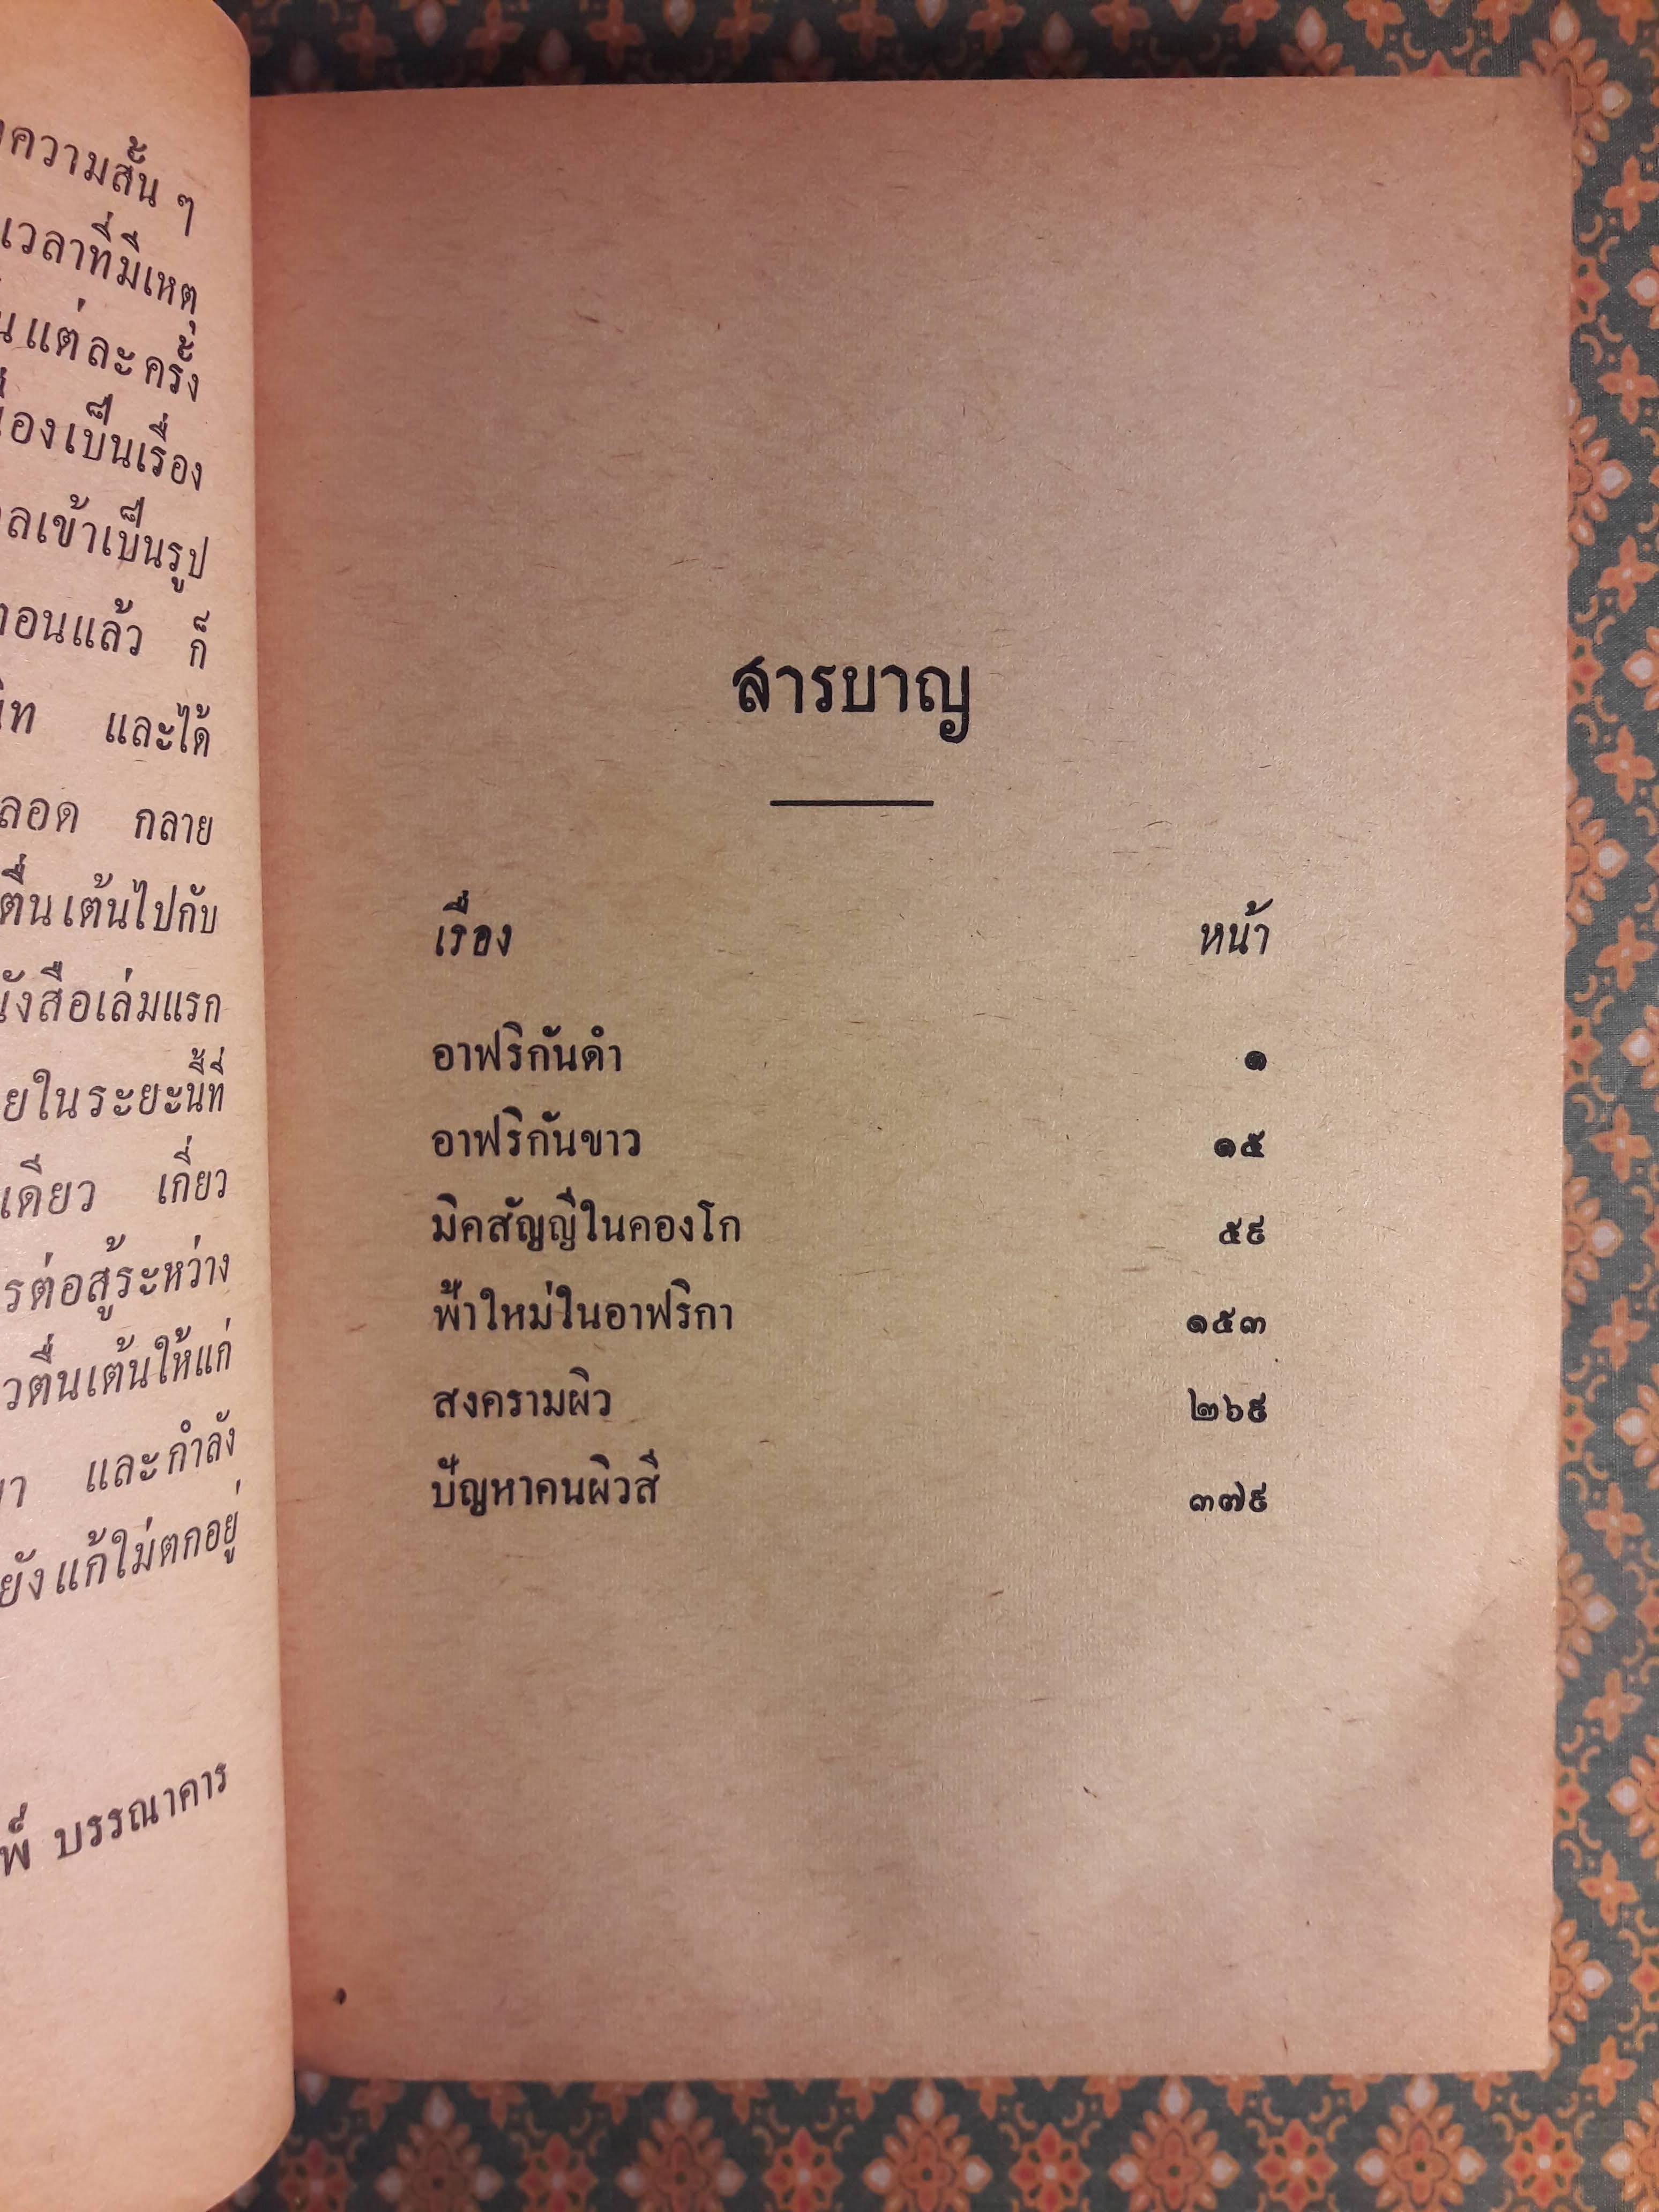 ความสั้น ๆ
เวลาที่มีเหตุ
แต่ละครั้ง
เป็นเรื่อง
เข้าเป็นรูป
แล้ว ก็
และได้
กลาย
ตื่นเต้นไปกับ
หนังสือเล่มแรก
ในระยะนี้ที่
เดียว เกี่ยว
ต่อสู้ระหว่าง
ตื่นเต้นให้แก่
และกำลัง
ยังแก้ไม่ตกอยู่
บรรณาคาร
สารบาญ
เรื่อง หน้า
อาฟริกันดำ ๑
อาฟริกันขาว ๑๕
มิคสัญญีในคองโก ๕๙
ฟ้าใหม่ในอาฟริกา ๑๕๓
สงครามผิว ๒๖๙
ปัญหาคนผิวสี ๓๗๙